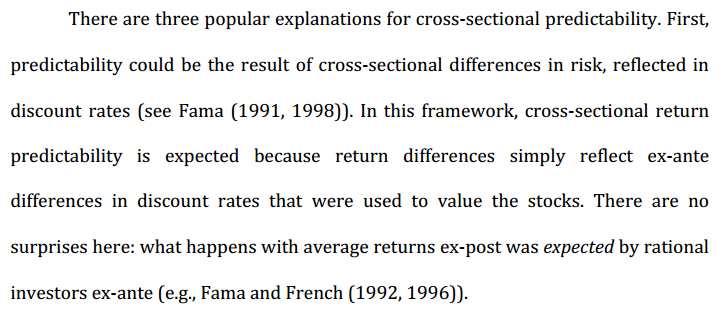 There are three popular explanations for cross-sectional predictability. First,
predictability could be the result of cross-sectional differences in risk, reflected in
discount rates (see Fama (1991, 1998)). In this framework, cross-sectional return
predictability is expected because return differences simply reflect ex-ante
differences in discount rates that were used to value the stocks. There are no
surprises here: what happens with average returns ex-post was expected by rational
investors ex-ante (e.g., Fama and French (1992, 1996)).